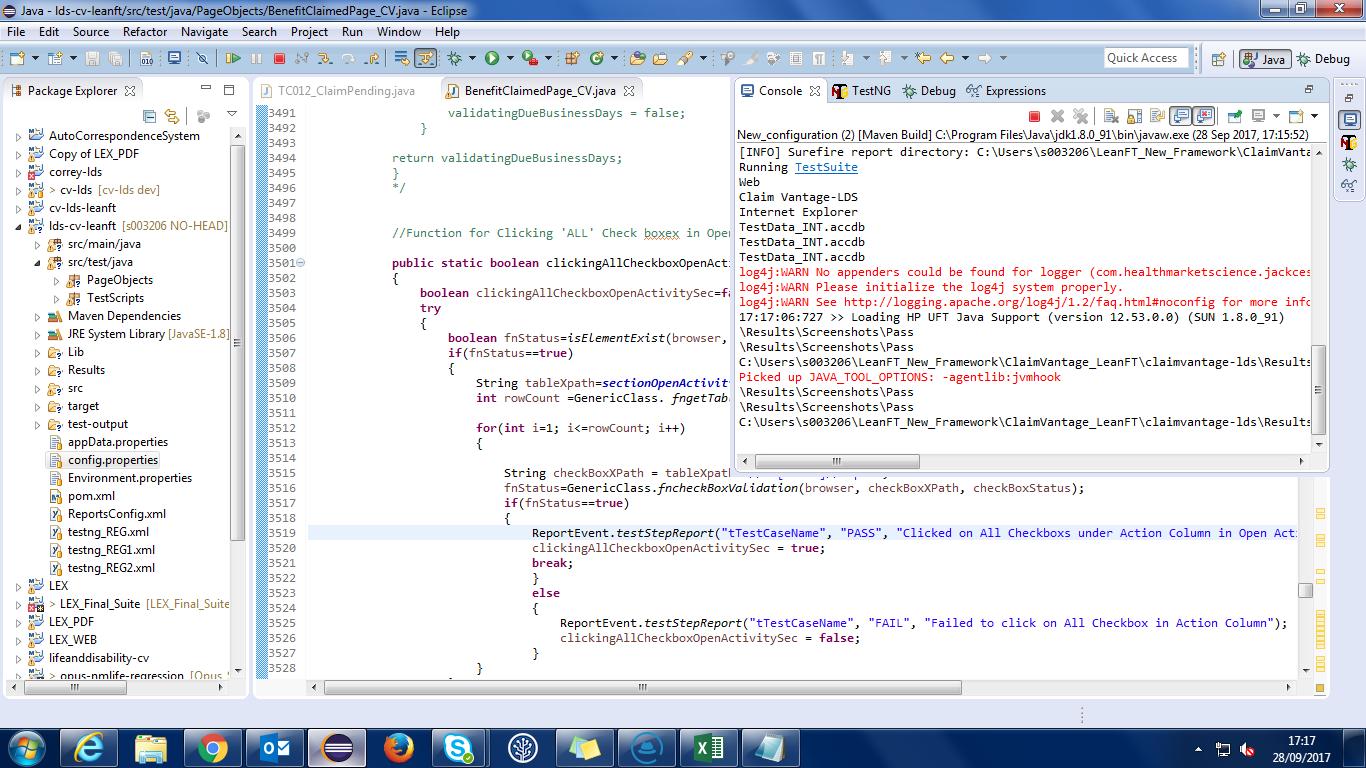 Java - lds-cv-leanft/src/test/java/PageObjects/BenefitClaimedPage_CV.java - Eclipse
File Edit Source Refactor Navigate Search Project Run Window Help
Quick Access
Java
Debug
Package Explorer
AutoCorrespondenceSystem
Copy of LEX_PDF
correy-lds
> cv-lds [cv-lds dev]
cv-lds-leanft
lds-cv-leanft [s003206 NO-HEAD]
src/main/java
src/test/java
PageObjects
TestScripts
Maven Dependencies
JRE System Library [JavaSE-1.8]
Lib
Results
src
target
test-output
appData.properties
config.properties
Environment.properties
pom.xml
ReportsConfig.xml
testng_REG.xml
testng_REG1.xml
testng_REG2.xml
LEX
> LEX_Final_Suite [LEX_Final_Suite
LEX_PDF
LEX_WEB
lifeanddisability-cv
> opus-nmlife-regression [Opus_
TC012_ClaimPending.java
BenefitClaimedPage_CV.java
3491 validatingDueBusinessDays = false;
3492 }
3493
3494 return validatingDueBusinessDays;
3495 }
3496 */
3497
3498
3499 //Function for Clicking 'ALL' Check boxex in Ope
3500
3501 public static boolean clickingAllCheckboxOpenActi
3502 {
3503 boolean clickingAllCheckboxOpenActivitySec=fa
3504 try
3505 {
3506 boolean fnStatus=isElementExist(browser,
3507 if(fnStatus==true)
3508 {
3509 String tableXpath=sectionOpenActivit
3510 int rowCount =GenericClass. fngetTab
3511
3512 for(int i=1; i<=rowCount; i++)
3513 {
3514
3515 String checkBoxXPath = tableXpat
3516 fnStatus=GenericClass.fncheckBoxValidation(browser, checkBoxXPath, checkBoxStatus);
3517 if(fnStatus==true)
3518 {
3519 ReportEvent.testStepReport("tTestCaseName", "PASS", "Clicked on All Checkboxs under Action Column in Open Acti
3520 clickingAllCheckboxOpenActivitySec = true;
3521 break;
3522 }
3523 else
3524 {
3525 ReportEvent.testStepReport("tTestCaseName", "FAIL", "Failed to click on All Checkbox in Action Column");
3526 clickingAllCheckboxOpenActivitySec = false;
3527 }
3528 }
Console
TestNG
Debug
Expressions
New_configuration (2) [Maven Build] C:\Program Files\Java\jdk1.8.0_91\bin\javaw.exe (28 Sep 2017, 17:15:52)
[INFO] Surefire report directory: C:\Users\s003206\LeanFT_New_Framework\ClaimVanta
Running TestSuite
Web
Claim Vantage-LDS
Internet Explorer
TestData_INT.accdb
TestData_INT.accdb
TestData_INT.accdb
log4j:WARN No appenders could be found for logger (com.healthmarketscience.jackces
log4j:WARN Please initialize the log4j system properly.
log4j:WARN See http://logging.apache.org/log4j/1.2/faq.html#noconfig for more info
17:17:06:727 >> Loading HP UFT Java Support (version 12.53.0.0) (SUN 1.8.0_91)
\Results\Screenshots\Pass
\Results\Screenshots\Pass
C:\Users\s003206\LeanFT_New_Framework\ClaimVantage_LeanFT\claimvantage-lds\Results
Picked up JAVA_TOOL_OPTIONS: -agentlib:jvmhook
\Results\Screenshots\Pass
\Results\Screenshots\Pass
C:\Users\s003206\LeanFT_New_Framework\ClaimVantage_LeanFT\claimvantage-lds\Results
17:17
28/09/2017